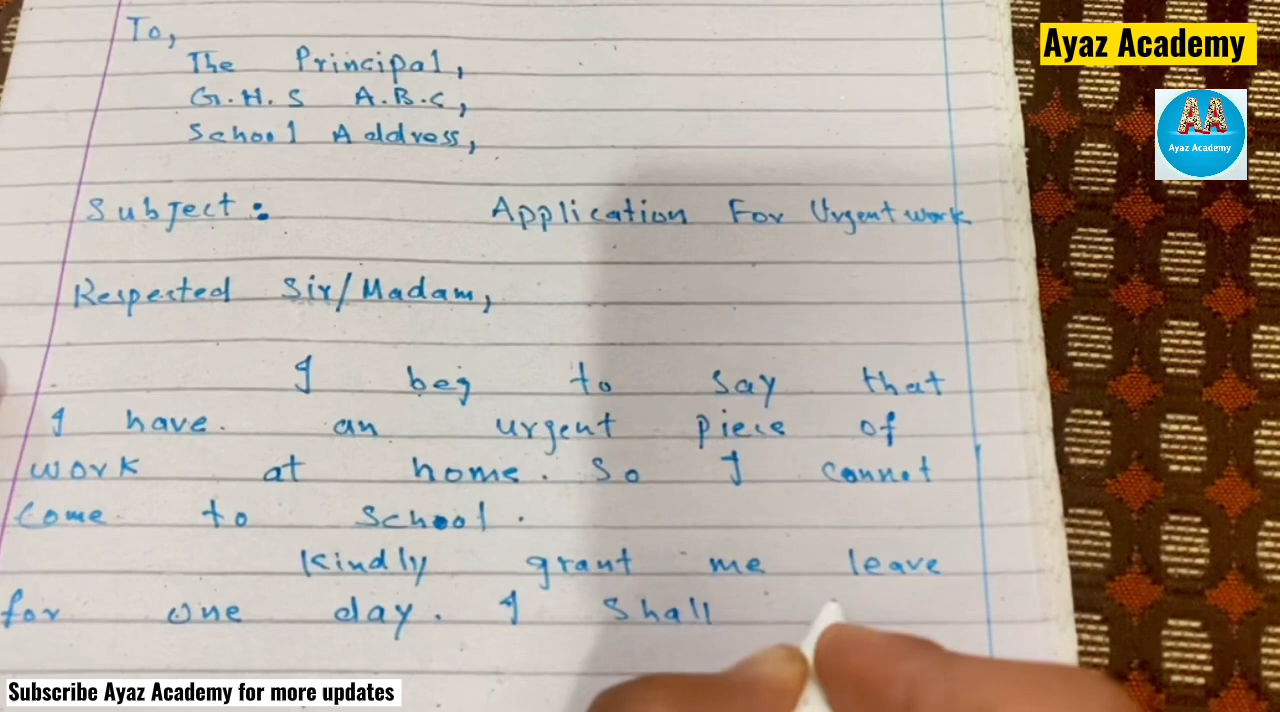 To,
The Principal,
G.H.S A.B.C,
School Address,
Subject: Application For Urgent work
Respected Sir/Madam,
I beg to say that
I have an urgent piece of
work at home. So I cannot
come to school.
Kindly grant me leave
for one day. I shall
Ayaz Academy
AA
Ayaz Academy
Subscribe Ayaz Academy for more updates